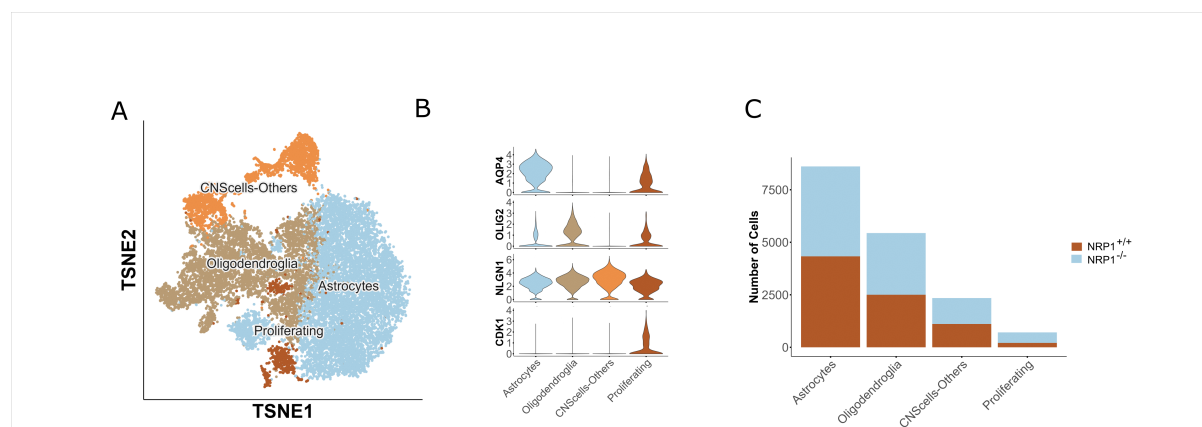 A
B
C
TSNE2
TSNE1
CNScells-Others
Oligodendroglia
Astrocytes
Proliferating
AQP4
4
3
2
1
0
OLIG2
4
3
2
1
0
NLGN1
6
4
2
0
CDK1
4
3
2
1
0
Astrocytes
Oligodendroglia
CNScells-Others
Proliferating
Number of Cells
7500
5000
2500
0
Astrocytes
Oligodendroglia
CNScells-Others
Proliferating
NRP1+/+
NRP1-/-